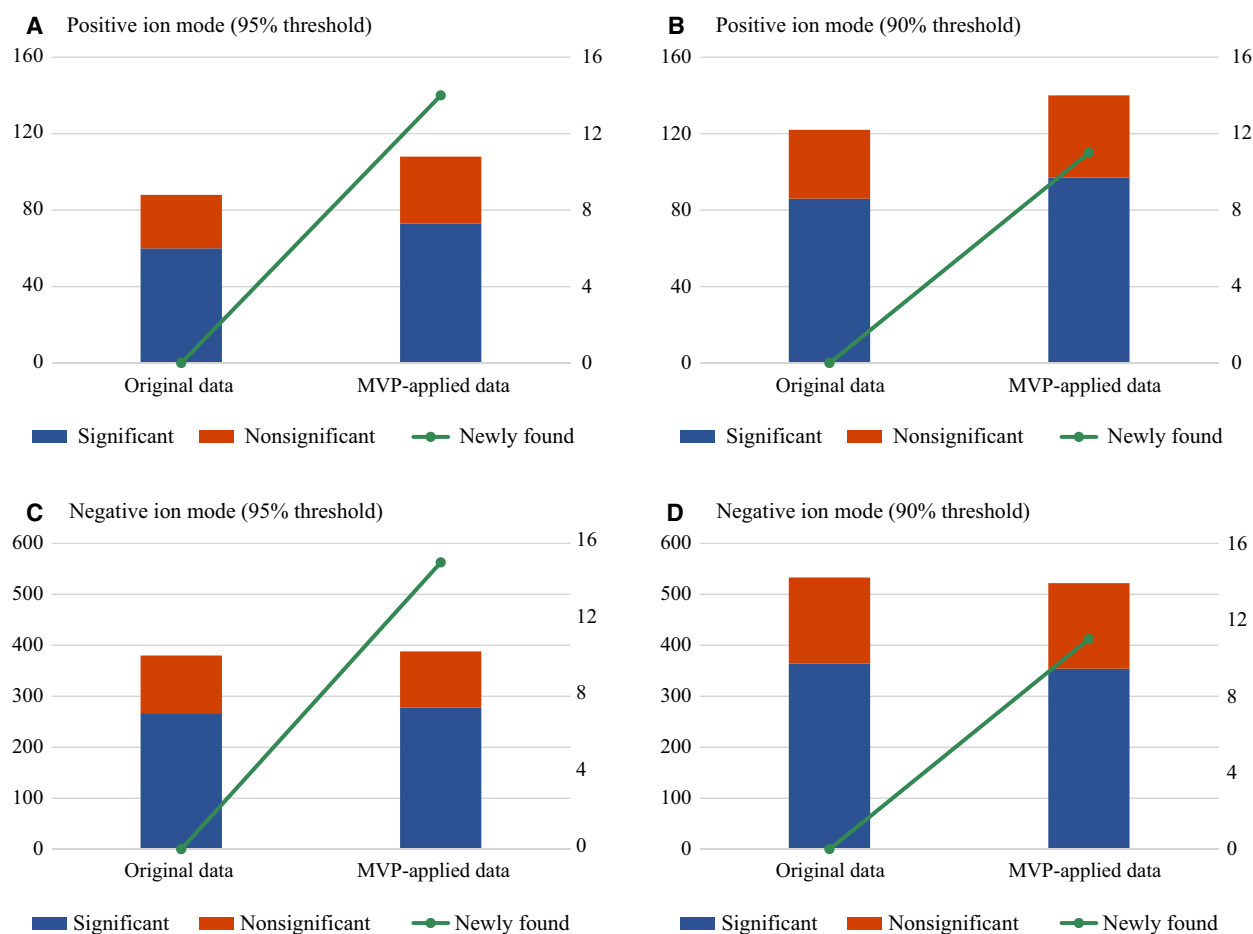 A Positive ion mode (95% threshold)
160 16
120 12
80 8
40 4
0 0
Original data MVP-applied data
Significant Nonsignificant Newly found
B Positive ion mode (90% threshold)
160 16
120 12
80 8
40 4
0 0
Original data MVP-applied data
Significant Nonsignificant Newly found
C Negative ion mode (95% threshold)
600 16
500
400 12
300 8
200
100 4
0 0
Original data MVP-applied data
Significant Nonsignificant Newly found
D Negative ion mode (90% threshold)
600 16
500
400 12
300 8
200
100 4
0 0
Original data MVP-applied data
Significant Nonsignificant Newly found